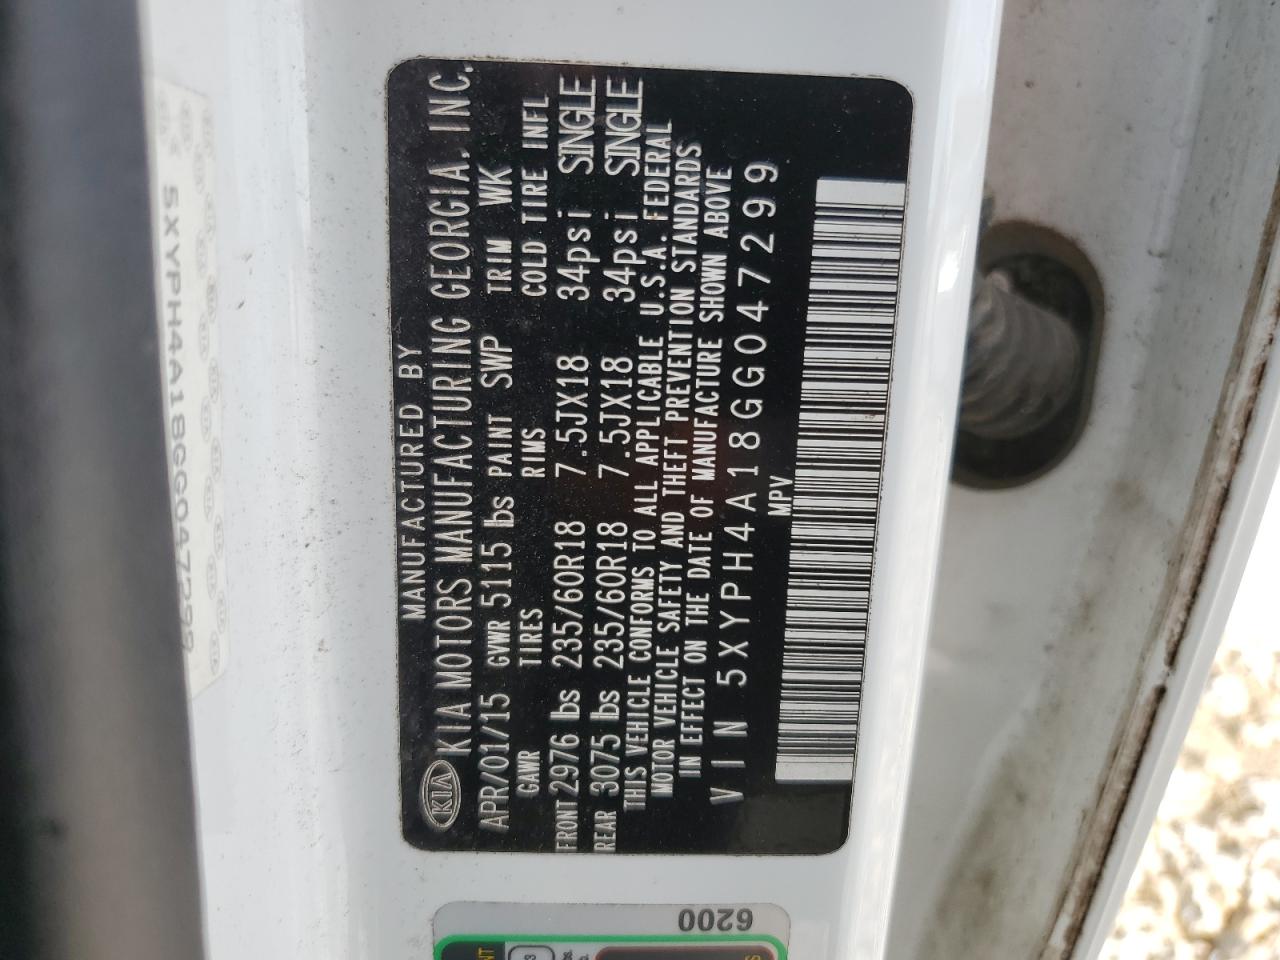 MANUFACTURED BY
KIA KIA MOTORS MANUFACTURING GEORGIA, INC.
APR/01/15 GVWR 5115 lbs PAINT SWP TRIM WK
GAWR TIRES RIMS COLD TIRE INFL
FRONT 2976 lbs 235/60R18 7.5JX18 34psi SINGLE
REAR 3075 lbs 235/60R18 7.5JX18 34psi SINGLE
THIS VEHICLE CONFORMS TO ALL APPLICABLE U.S.A. FEDERAL
MOTOR VEHICLE SAFETY AND THEFT PREVENTION STANDARDS
IN EFFECT ON THE DATE OF MANUFACTURE SHOWN ABOVE
VIN 5XYPH4A18GG047299
MPV
5XYPH4A18GG047299
6200